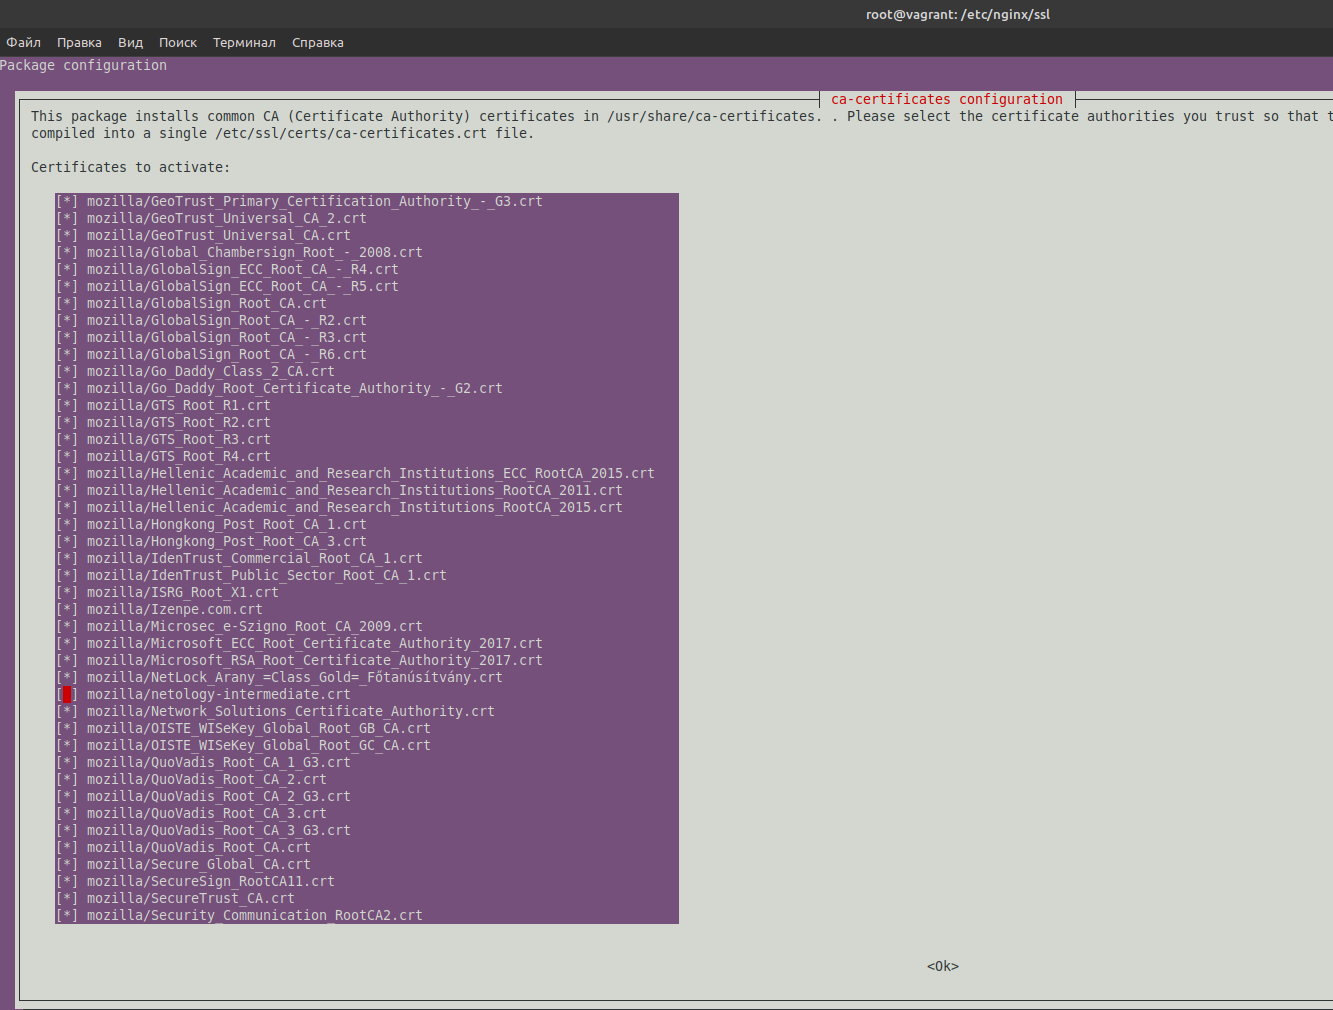 root@vagrant: /etc/nginx/ssl
Файл Правка Вид Поиск Терминал Справка
Package configuration
ca-certificates configuration
This package installs common CA (Certificate Authority) certificates in /usr/share/ca-certificates. . Please select the certificate authorities you trust so that t
compiled into a single /etc/ssl/certs/ca-certificates.crt file.
Certificates to activate:
[*] mozilla/GeoTrust_Primary_Certification_Authority_-_G3.crt
[*] mozilla/GeoTrust_Universal_CA_2.crt
[*] mozilla/GeoTrust_Universal_CA.crt
[*] mozilla/Global_Chambersign_Root_-_2008.crt
[*] mozilla/GlobalSign_ECC_Root_CA_-_R4.crt
[*] mozilla/GlobalSign_ECC_Root_CA_-_R5.crt
[*] mozilla/GlobalSign_Root_CA.crt
[*] mozilla/GlobalSign_Root_CA_-_R2.crt
[*] mozilla/GlobalSign_Root_CA_-_R3.crt
[*] mozilla/GlobalSign_Root_CA_-_R6.crt
[*] mozilla/Go_Daddy_Class_2_CA.crt
[*] mozilla/Go_Daddy_Root_Certificate_Authority_-_G2.crt
[*] mozilla/GTS_Root_R1.crt
[*] mozilla/GTS_Root_R2.crt
[*] mozilla/GTS_Root_R3.crt
[*] mozilla/GTS_Root_R4.crt
[*] mozilla/Hellenic_Academic_and_Research_Institutions_ECC_RootCA_2015.crt
[*] mozilla/Hellenic_Academic_and_Research_Institutions_RootCA_2011.crt
[*] mozilla/Hellenic_Academic_and_Research_Institutions_RootCA_2015.crt
[*] mozilla/Hongkong_Post_Root_CA_1.crt
[*] mozilla/Hongkong_Post_Root_CA_3.crt
[*] mozilla/IdenTrust_Commercial_Root_CA_1.crt
[*] mozilla/IdenTrust_Public_Sector_Root_CA_1.crt
[*] mozilla/ISRG_Root_X1.crt
[*] mozilla/Izenpe.com.crt
[*] mozilla/Microsec_e-Szigno_Root_CA_2009.crt
[*] mozilla/Microsoft_ECC_Root_Certificate_Authority_2017.crt
[*] mozilla/Microsoft_RSA_Root_Certificate_Authority_2017.crt
[*] mozilla/NetLock_Arany_=Class_Gold=_Főtanúsítvány.crt
[ ] mozilla/netology-intermediate.crt
[*] mozilla/Network_Solutions_Certificate_Authority.crt
[*] mozilla/OISTE_WISeKey_Global_Root_GB_CA.crt
[*] mozilla/OISTE_WISeKey_Global_Root_GC_CA.crt
[*] mozilla/QuoVadis_Root_CA_1_G3.crt
[*] mozilla/QuoVadis_Root_CA_2.crt
[*] mozilla/QuoVadis_Root_CA_2_G3.crt
[*] mozilla/QuoVadis_Root_CA_3.crt
[*] mozilla/QuoVadis_Root_CA_3_G3.crt
[*] mozilla/QuoVadis_Root_CA.crt
[*] mozilla/Secure_Global_CA.crt
[*] mozilla/SecureSign_RootCA11.crt
[*] mozilla/SecureTrust_CA.crt
[*] mozilla/Security_Communication_RootCA2.crt
<Ok>